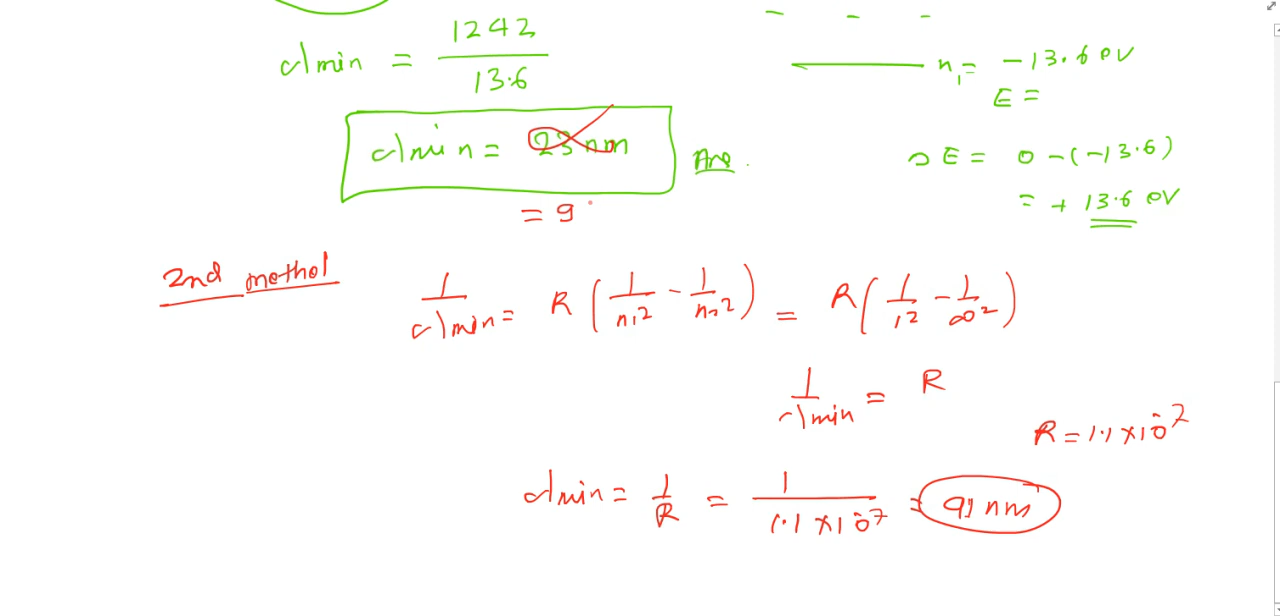 λmin = 1242 / 13.6
n₁ = -13.6 eV
E =
λmin = 23 nm Ans.
ΔE = 0 - (-13.6)
= + 13.6 eV
= 9
2nd method
1/λmin = R (1/n₁² - 1/n₂²) = R (1/1² - 1/∞²)
1/λmin = R
R = 1.1 × 10⁷
λmin = 1/R = 1 / 1.1 × 10⁷ = 91 nm